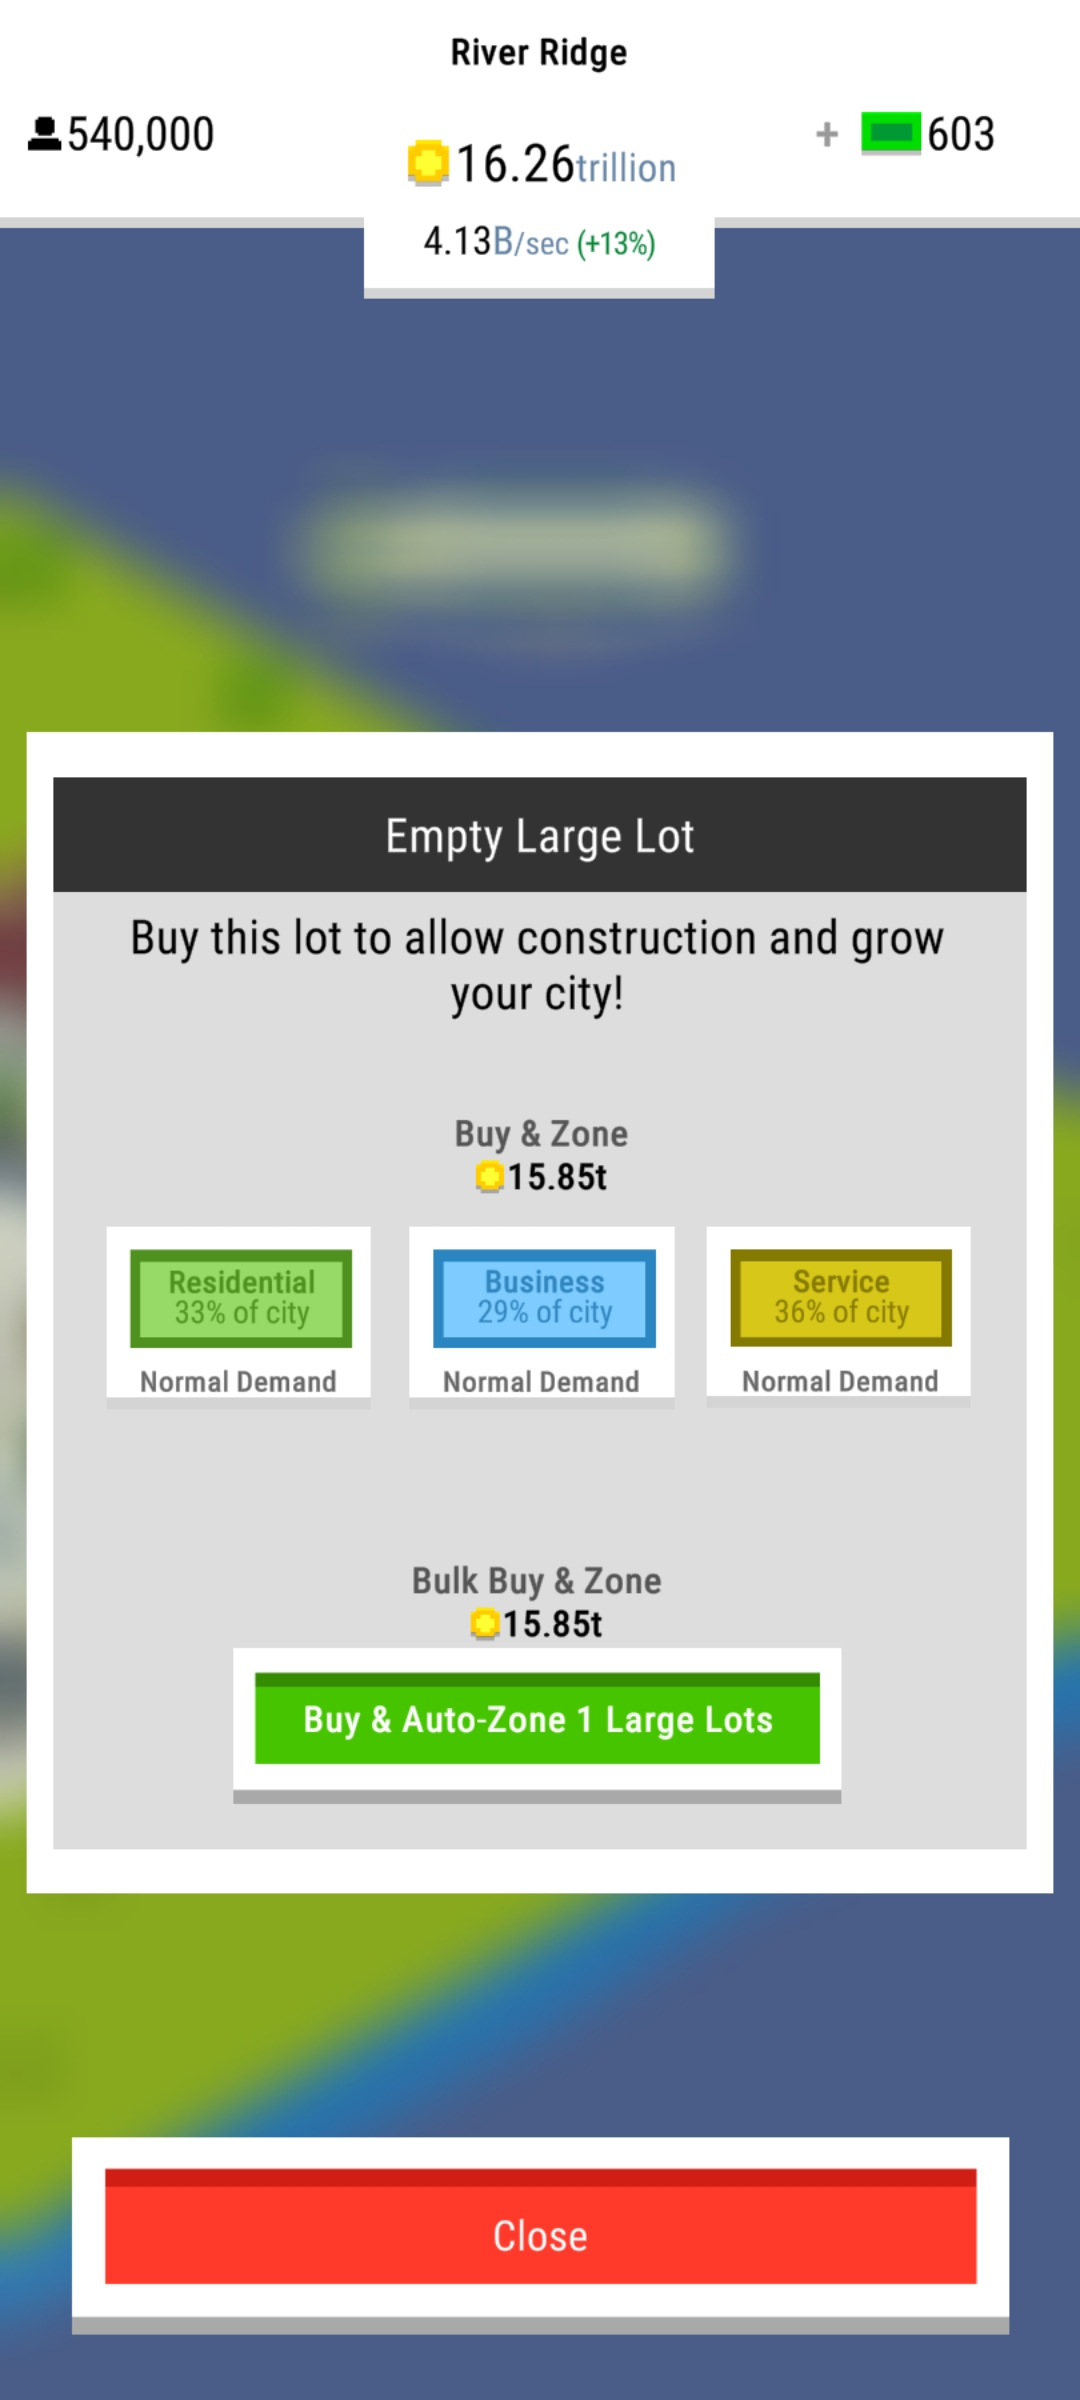 River Ridge
540,000
16.26trillion
+ 603
4.13B/sec (+13%)
Empty Large Lot
Buy this lot to allow construction and grow
your city!
Buy & Zone
15.85t
Residential
33% of city
Normal Demand
Business
29% of city
Normal Demand
Service
36% of city
Normal Demand
Bulk Buy & Zone
15.85t
Buy & Auto-Zone 1 Large Lots
Close